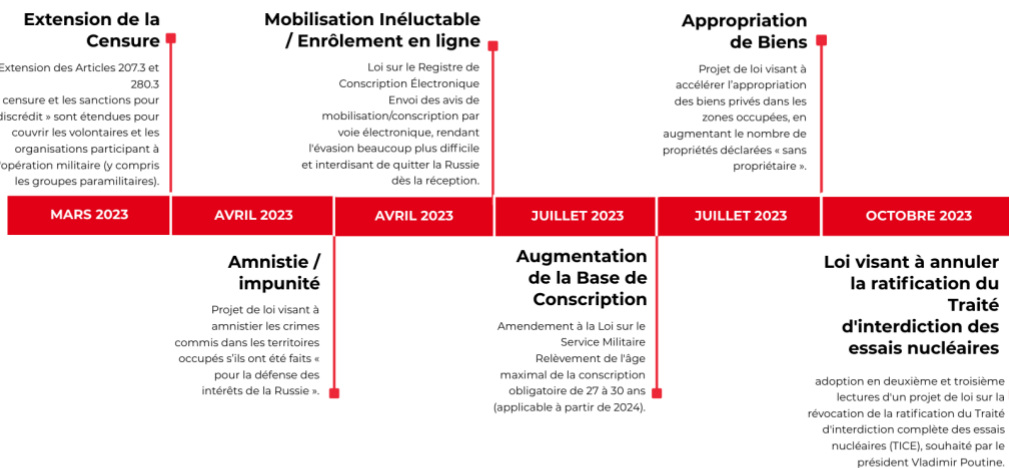 Extension de la
Censure
Extension des Articles 207.3 et
280.3
censure et les sanctions pour
discrédit » sont étendues pour
couvrir les volontaires et les
organisations participant à
l'opération militaire (y compris
les groupes paramilitaires).
Mobilisation Inéluctable
/ Enrôlement en ligne
Loi sur le Registre de
Conscription Électronique
Envoi des avis de
mobilisation/conscription par
voie électronique, rendant
l'évasion beaucoup plus difficile
et interdisant de quitter la Russie
dès la réception.
Appropriation
de Biens
Projet de loi visant à
accélérer l’appropriation
des biens privés dans les
zones occupées, en
augmentant le nombre de
propriétés déclarées « sans
propriétaire ».
MARS 2023
AVRIL 2023
AVRIL 2023
JUILLET 2023
JUILLET 2023
OCTOBRE 2023
Amnistie /
impunité
Projet de loi visant à
amnistier les crimes
commis dans les territoires
occupés s’ils ont été faits «
pour la défense des
intérêts de la Russie ».
Augmentation
de la Base de
Conscription
Amendement à la Loi sur le
Service Militaire
Relèvement de l'âge
maximal de la conscription
obligatoire de 27 à 30 ans
(applicable à partir de 2024).
Loi visant à annuler
la ratification du
Traité
d'interdiction des
essais nucléaires
adoption en deuxième et troisième
lectures d'un projet de loi sur la
révocation de la ratification du Traité
d'interdiction complète des essais
nucléaires (TICE), souhaité par le
président Vladimir Poutine.